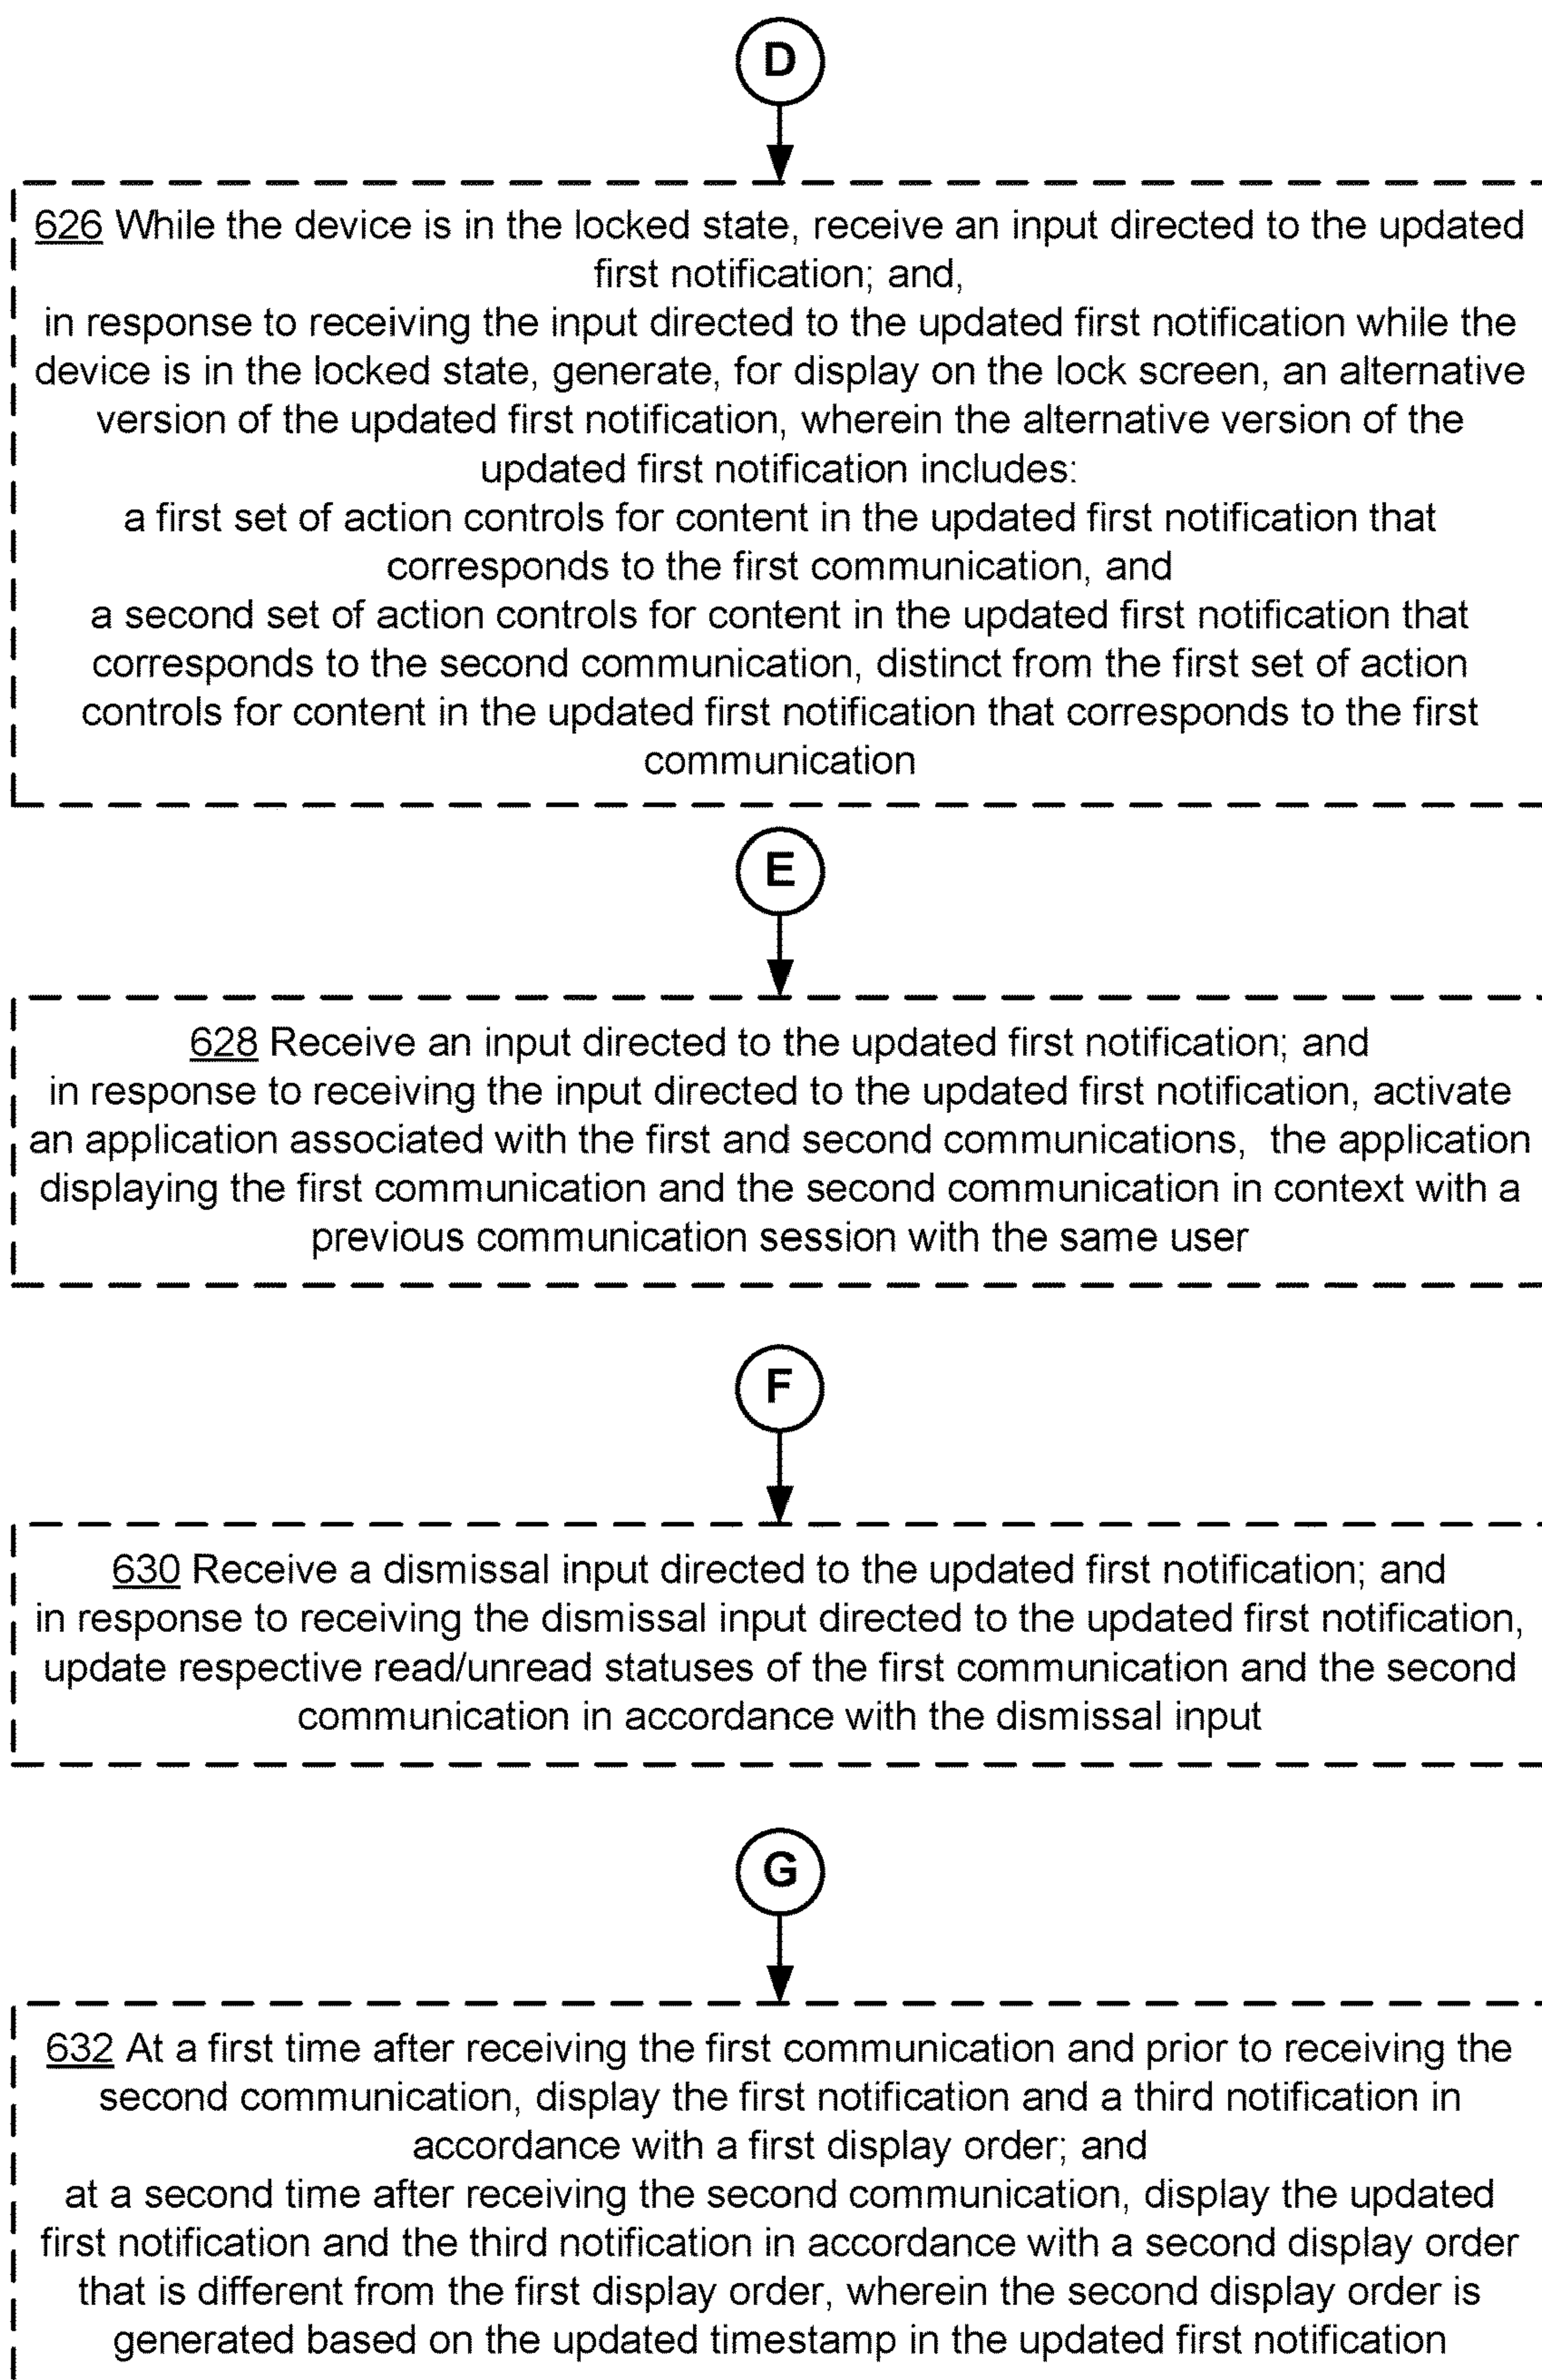 D
626 While the device is in the locked state, receive an input directed to the updated
first notification; and,
in response to receiving the input directed to the updated first notification while the
device is in the locked state, generate, for display on the lock screen, an alternative
version of the updated first notification, wherein the alternative version of the
updated first notification includes:
a first set of action controls for content in the updated first notification that
corresponds to the first communication, and
a second set of action controls for content in the updated first notification that
corresponds to the second communication, distinct from the first set of action
controls for content in the updated first notification that corresponds to the first
communication
E
628 Receive an input directed to the updated first notification; and
in response to receiving the input directed to the updated first notification, activate
an application associated with the first and second communications, the application
displaying the first communication and the second communication in context with a
previous communication session with the same user
F
630 Receive a dismissal input directed to the updated first notification; and
in response to receiving the dismissal input directed to the updated first notification,
update respective read/unread statuses of the first communication and the second
communication in accordance with the dismissal input
G
632 At a first time after receiving the first communication and prior to receiving the
second communication, display the first notification and a third notification in
accordance with a first display order; and
at a second time after receiving the second communication, display the updated
first notification and the third notification in accordance with a second display order
that is different from the first display order, wherein the second display order is
generated based on the updated timestamp in the updated first notification